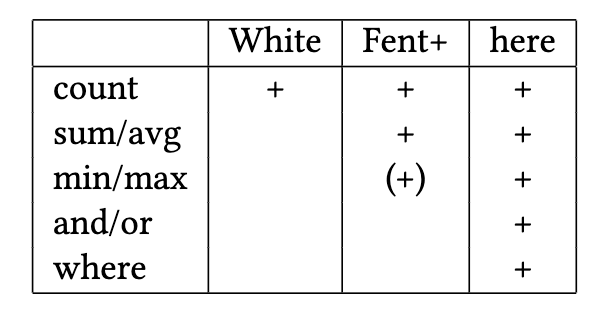 White Fent+ here
count + + +
sum/avg + +
min/max (+) +
and/or +
where +